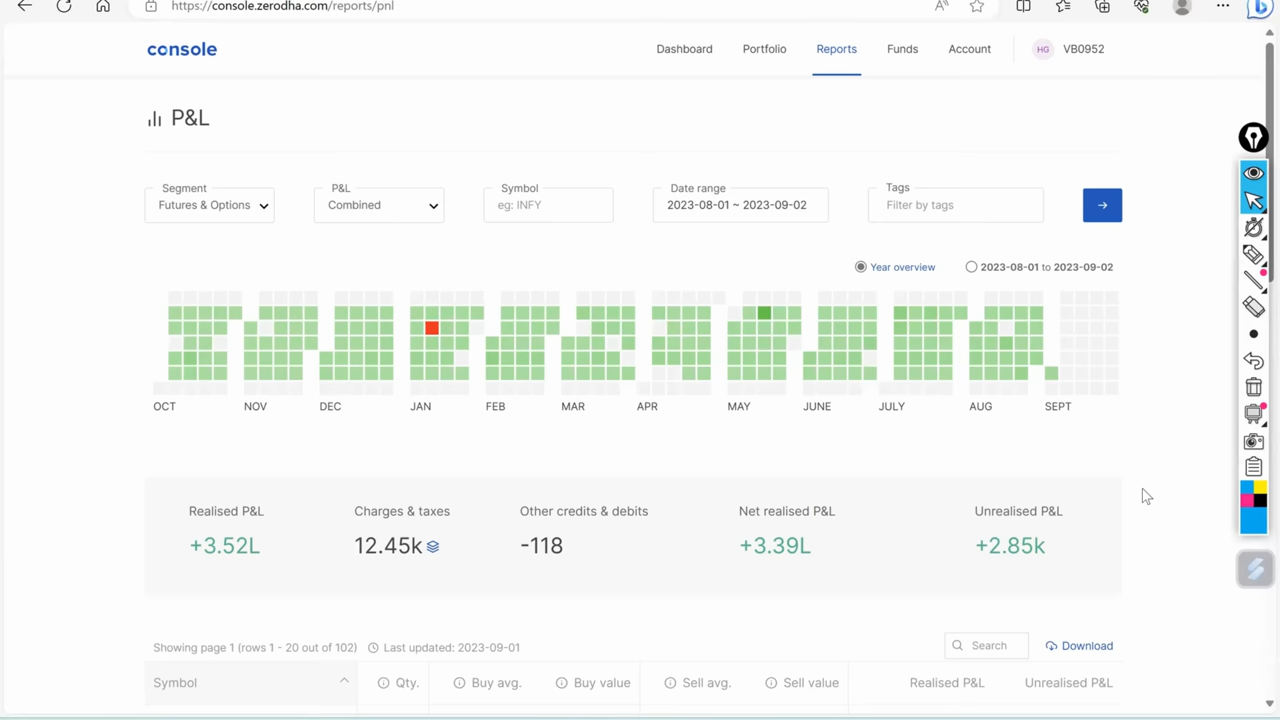 https://console.zerodha.com/reports/pnl
console
Dashboard
Portfolio
Reports
Funds
Account
HG
VB0952
P&L
Segment
Futures & Options
P&L
Combined
Symbol
eg: INFY
Date range
2023-08-01 ~ 2023-09-02
Tags
Filter by tags
Year overview
2023-08-01 to 2023-09-02
OCT
NOV
DEC
JAN
FEB
MAR
APR
MAY
JUNE
JULY
AUG
SEPT
Realised P&L
Charges & taxes
Other credits & debits
Net realised P&L
Unrealised P&L
+3.52L
12.45k
-118
+3.39L
+2.85k
Showing page 1 (rows 1 - 20 out of 102)
Last updated: 2023-09-01
Search
Download
Symbol
Qty.
Buy avg.
Buy value
Sell avg.
Sell value
Realised P&L
Unrealised P&L